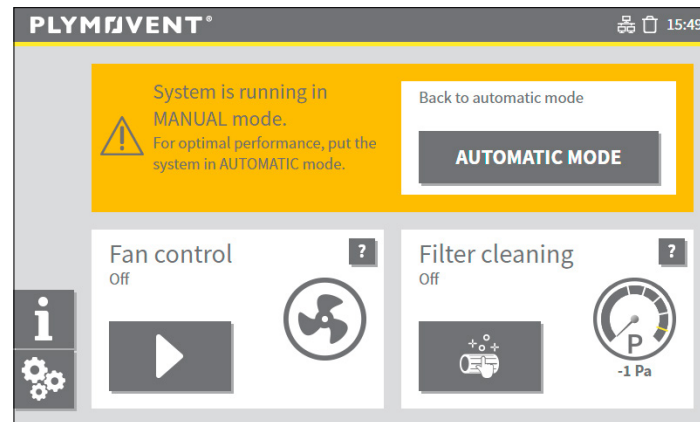 PLYMOVENT®
15:49
System is running in
MANUAL mode.
For optimal performance, put the
system in AUTOMATIC mode.
Back to automatic mode
AUTOMATIC MODE
Fan control
?
Off
Filter cleaning
?
Off
P
-1 Pa
i